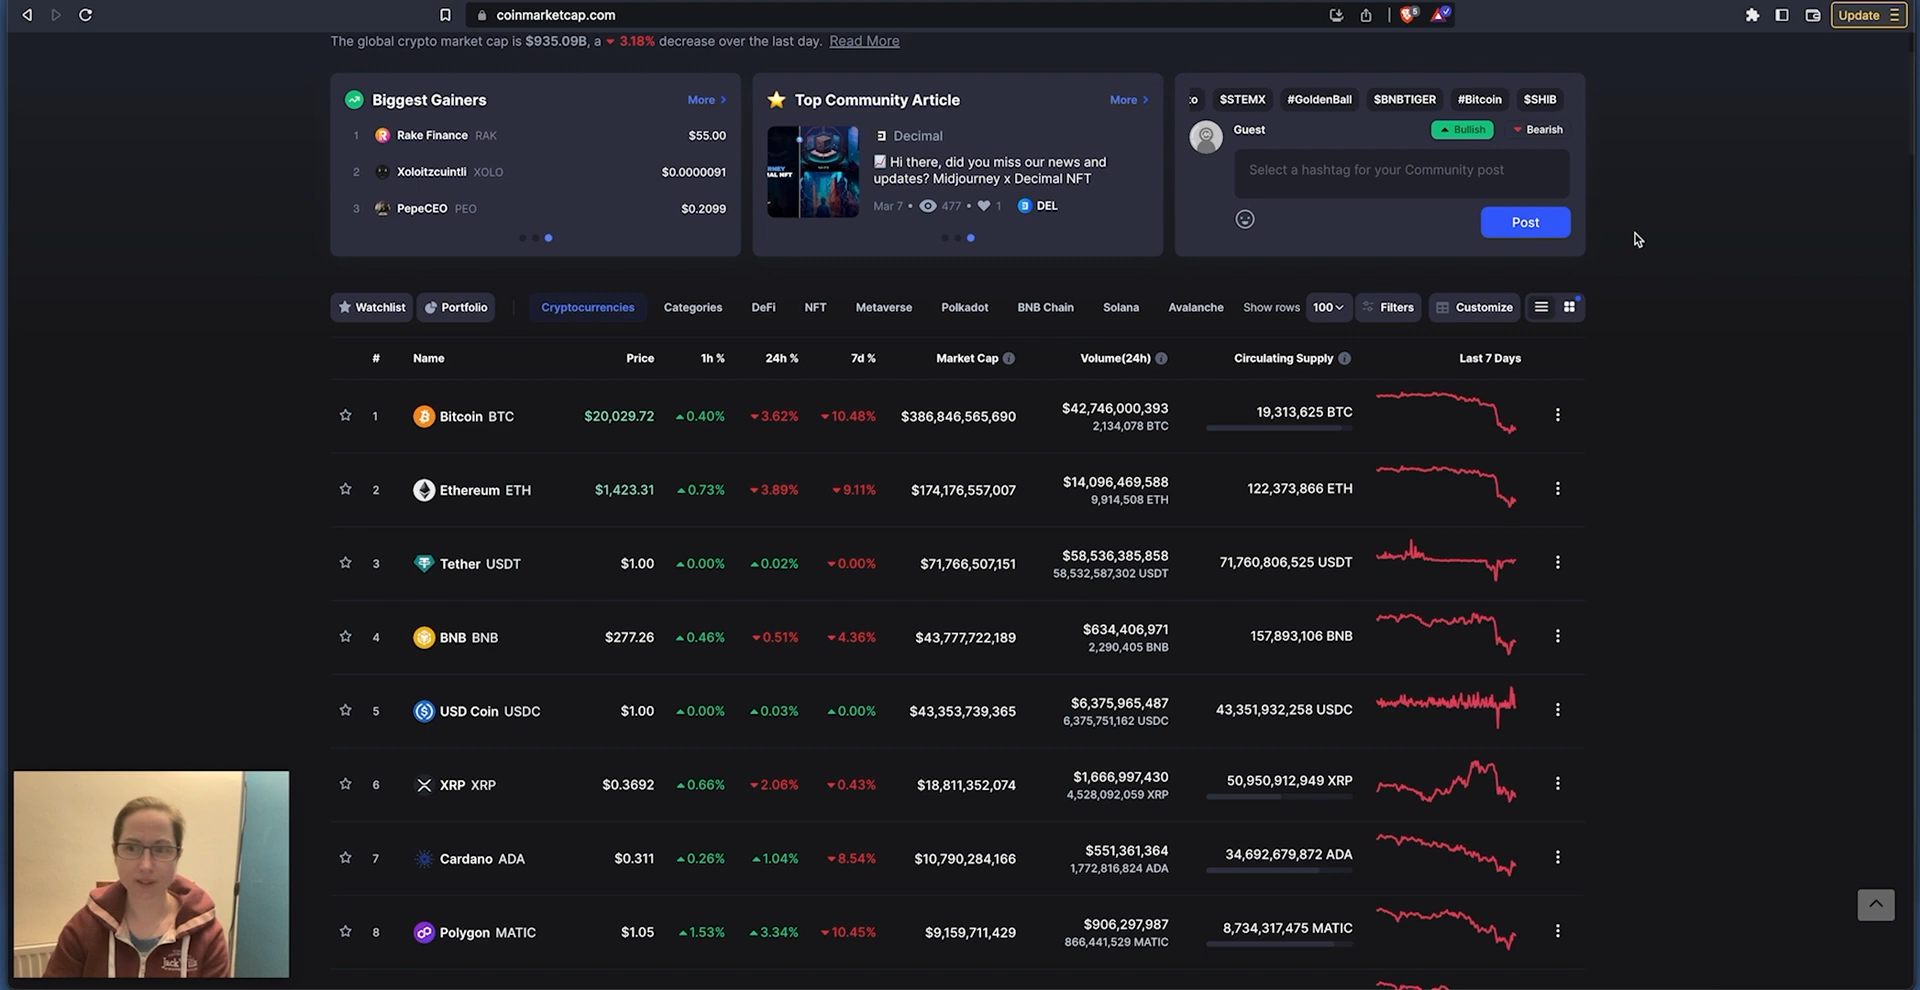 coinmarketcap.com
5
Update
The global crypto market cap is $935.09B, a 3.18% decrease over the last day. Read More
Biggest Gainers More
1 Rake Finance RAK $55.00
2 Xoloitzcuintli XOLO $0.0000091
3 PepeCEO PEO $0.2099
Top Community Article More
Decimal
Hi there, did you miss our news and
updates? Midjourney x Decimal NFT
Mar 7 • 477 • 1 DEL
$STEMX #GoldenBall $BNBTIGER #Bitcoin $SHIB
Guest Bullish Bearish
Select a hashtag for your Community post
Post
Watchlist Portfolio Cryptocurrencies Categories DeFi NFT Metaverse Polkadot BNB Chain Solana Avalanche Show rows 100 Filters Customize
# Name Price 1h % 24h % 7d % Market Cap Volume(24h) Circulating Supply Last 7 Days
1 Bitcoin BTC $20,029.72 0.40% 3.62% 10.48% $386,846,565,690 $42,746,000,393 19,313,625 BTC
2,134,078 BTC
2 Ethereum ETH $1,423.31 0.73% 3.89% 9.11% $174,176,557,007 $14,096,469,588 122,373,866 ETH
9,914,508 ETH
3 Tether USDT $1.00 0.00% 0.02% 0.00% $71,766,507,151 $58,536,385,858 71,760,806,525 USDT
58,532,587,302 USDT
4 BNB BNB $277.26 0.46% 0.51% 4.36% $43,777,722,189 $634,406,971 157,893,106 BNB
2,290,405 BNB
5 USD Coin USDC $1.00 0.00% 0.03% 0.00% $43,353,739,365 $6,375,965,487 43,351,932,258 USDC
6,375,751,162 USDC
6 XRP XRP $0.3692 0.66% 2.06% 0.43% $18,811,352,074 $1,666,997,430 50,950,912,949 XRP
4,528,092,059 XRP
7 Cardano ADA $0.311 0.26% 1.04% 8.54% $10,790,284,166 $551,361,364 34,692,679,872 ADA
1,772,816,824 ADA
8 Polygon MATIC $1.05 1.53% 3.34% 10.45% $9,159,711,429 $906,297,987 8,734,317,475 MATIC
866,441,529 MATIC